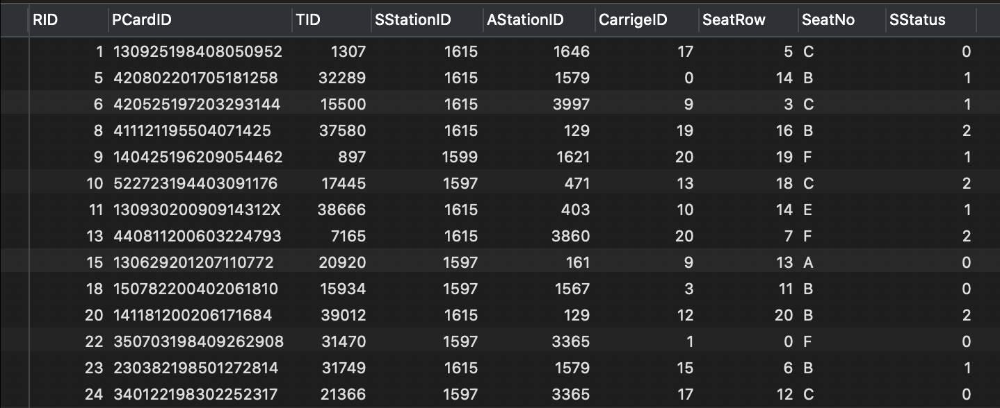 RID PCardID TID SStationID AStationID CarrigeID SeatRow SeatNo SStatus
1 130925198408050952 1307 1615 1646 17 5 C 0
5 420802201705181258 32289 1615 1579 0 14 B 1
6 420525197203293144 15500 1615 3997 9 3 C 1
8 411121195504071425 37580 1615 129 19 16 B 2
9 140425196209054462 897 1599 1621 20 19 F 1
10 522723194403091176 17445 1597 471 13 18 C 2
11 13093020090914312X 38666 1615 403 10 14 E 1
13 440811200603224793 7165 1615 3860 20 7 F 2
15 130629201207110772 20920 1597 161 9 13 A 0
18 150782200402061810 15934 1597 1567 3 11 B 0
20 141181200206171684 39012 1615 129 12 20 B 2
22 350703198409262908 31470 1597 3365 1 0 F 0
23 230382198501272814 31749 1615 1579 15 6 B 1
24 340122198302252317 21366 1597 3365 17 12 C 0